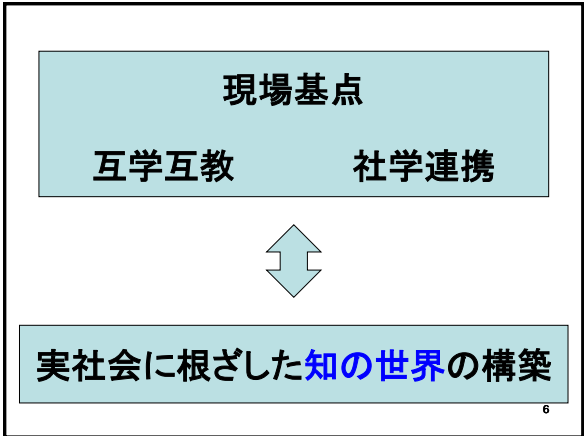 現場基点
互学互教 社学連携
実社会に根ざした知の世界の構築
6